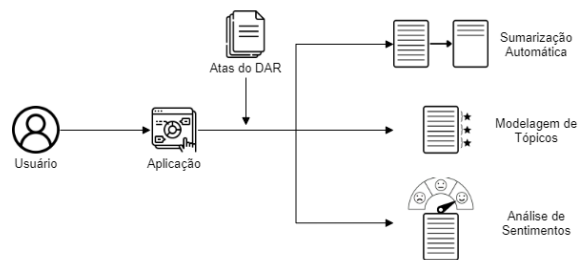 Atas do DAR
Sumarização
Automática
Usuário
Aplicação
Modelagem de
Tópicos
Análise de
Sentimentos